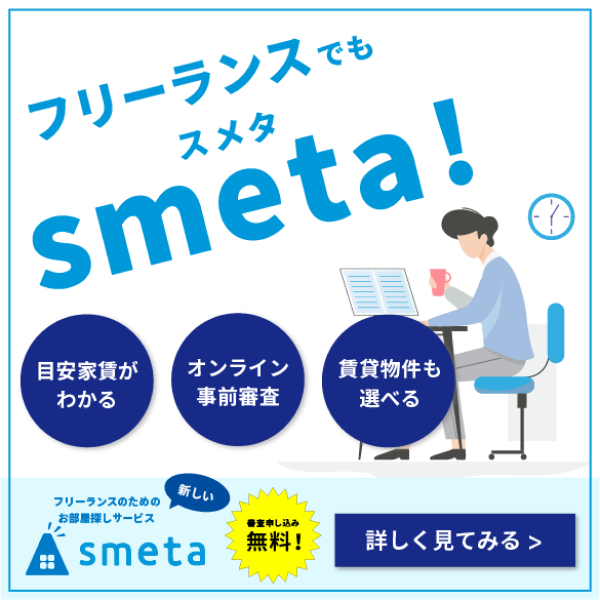 フリーランスでも
スメタ
smeta!
目安家賃が
わかる
オンライン
事前審査
賃貸物件も
選べる
新しい
フリーランスのための
お部屋探しサービス
smeta
審査申し込み
無料!
詳しく見てみる >